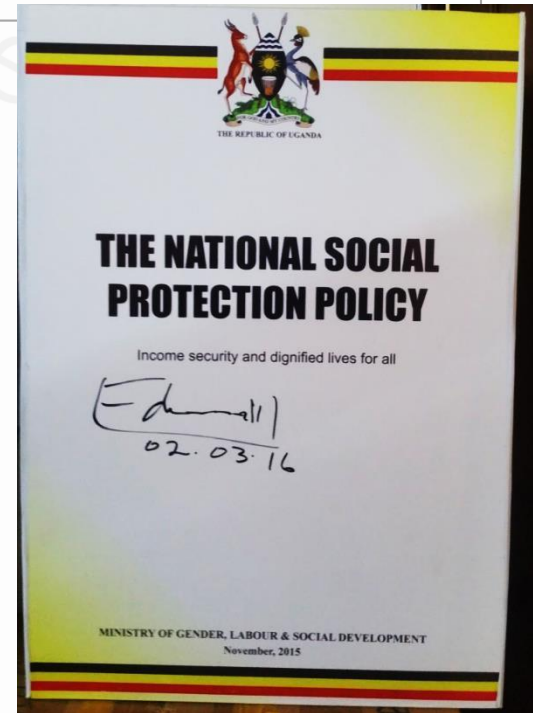 THE REPUBLIC OF UGANDA
THE NATIONAL SOCIAL
PROTECTION POLICY
Income security and dignified lives for all
02.03.16
MINISTRY OF GENDER, LABOUR & SOCIAL DEVELOPMENT
November, 2015